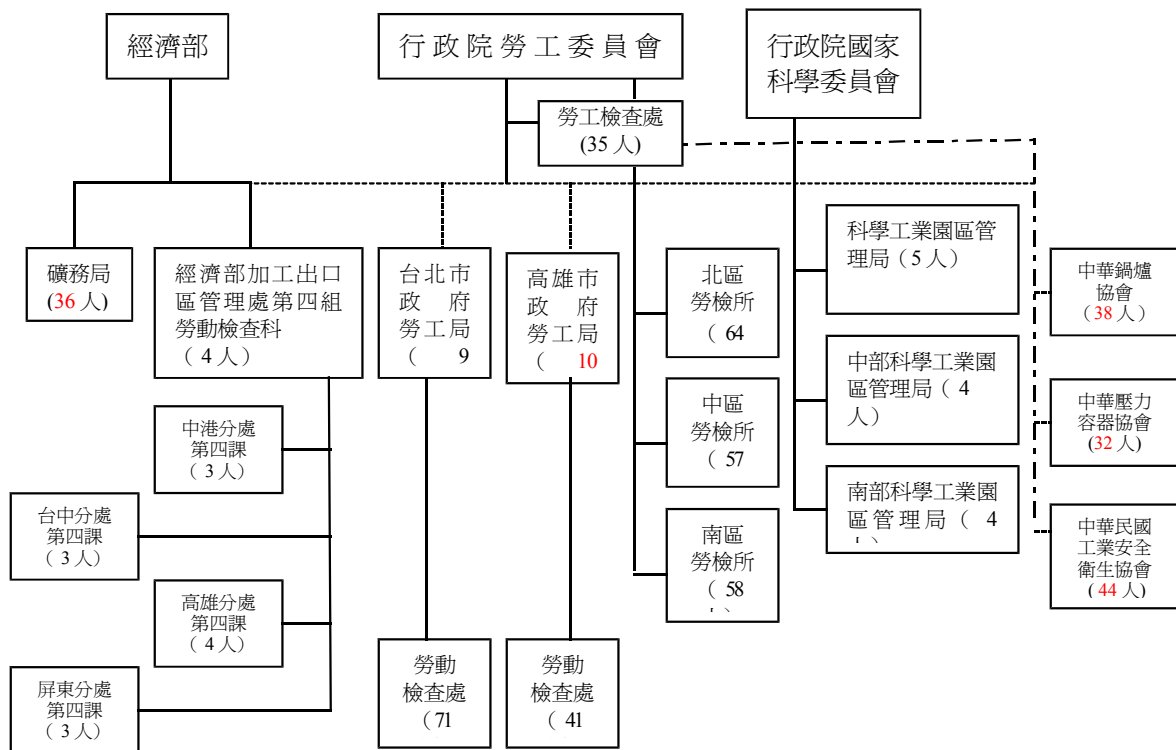 經濟部
行政院勞工委員會
行政院國家
科學委員會
勞工檢查處
(35人)
礦務局
(36人)
經濟部加工出口
區管理處第四組
勞動檢查科
（4人）
台北市
政府
勞工局
（ 9
高雄市
政府
勞工局
（ 10
北區
勞檢所
（64
中區
勞檢所
（57
南區
勞檢所
（58
科學工業園區管
理局（5人）
中部科學工業園
區管理局（4
人）
南部科學工業園
區管理局（4
人）
中華鍋爐
協會
（38人）
中華壓力
容器協會
(32人)
中華民國
工業安全
衛生協會
（44人）
中港分處
第四課
（3人）
台中分處
第四課
（3人）
高雄分處
第四課
（4人）
屏東分處
第四課
（3人）
勞動
檢查處
（71
勞動
檢查處
（41